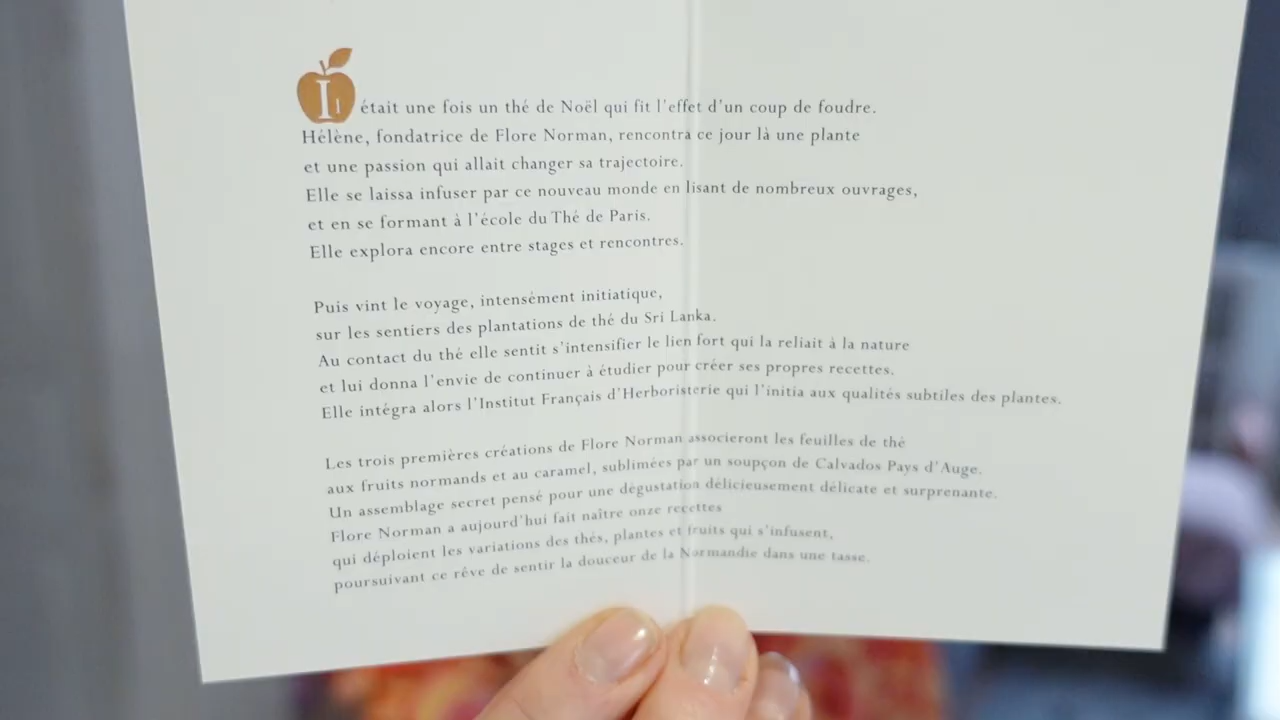 Il était une fois un thé de Noël qui fit l'effet d'un coup de foudre.
Hélène, fondatrice de Flore Norman, rencontra ce jour là une plante
et une passion qui allait changer sa trajectoire.
Elle se laissa infuser par ce nouveau monde en lisant de nombreux ouvrages,
et en se formant à l'école du Thé de Paris.
Elle explora encore entre stages et rencontres.
Puis vint le voyage, intensément initiatique,
sur les sentiers des plantations de thé du Sri Lanka.
Au contact du thé elle sentit s'intensifier le lien fort qui la reliait à la nature
et lui donna l'envie de continuer à étudier pour créer ses propres recettes.
Elle intégra alors l'Institut Français d'Herboristerie qui l'initia aux qualités subtiles des plantes.
Les trois premières créations de Flore Norman associeront les feuilles de thé
aux fruits normands et au caramel, sublimées par un soupçon de Calvados Pays d'Auge.
Un assemblage secret pensé pour une dégustation délicieusement délicate et surprenante.
Flore Norman a aujourd'hui fait naître onze recettes
qui déploient les variations des thés, plantes et fruits qui s'infusent,
poursuivant ce rêve de sentir la douceur de la Normandie dans une tasse.